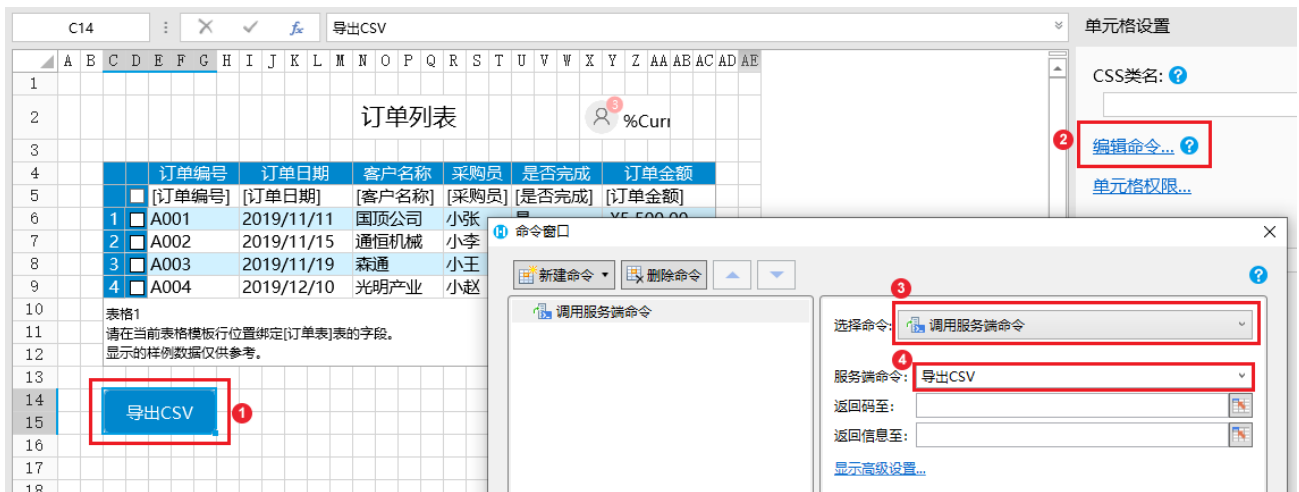 C14 fx 导出CSV
单元格设置
A B C D E F G H I J K L M N O P Q R S T U V W X Y Z AA AB AC AD AE
CSS类名: ?
1
2 订单列表 3 %Curr
3
2 编辑命令... ?
4 订单编号 订单日期 客户名称 采购员 是否完成 订单金额
5 [订单编号] [订单日期] [客户名称] [采购员] [是否完成] [订单金额]
单元格权限...
6 1 A001 2019/11/11 国顶公司 小张 是 ¥5,500.00
7 2 A002 2019/11/15 通恒机械 小李
8 3 A003 2019/11/19 森通 小王
9 4 A004 2019/12/10 光明产业 小赵
10 表格1
11 请在当前表格模板行位置绑定[订单表]表的字段。
12 显示的样例数据仅供参考。
13
14
导出CSV 1
15
16
17
18
命令窗口
新建命令 删除命令 ?
调用服务端命令
3
选择命令: 调用服务端命令
4
服务端命令: 导出CSV
返回码至:
返回信息至:
显示高级设置...